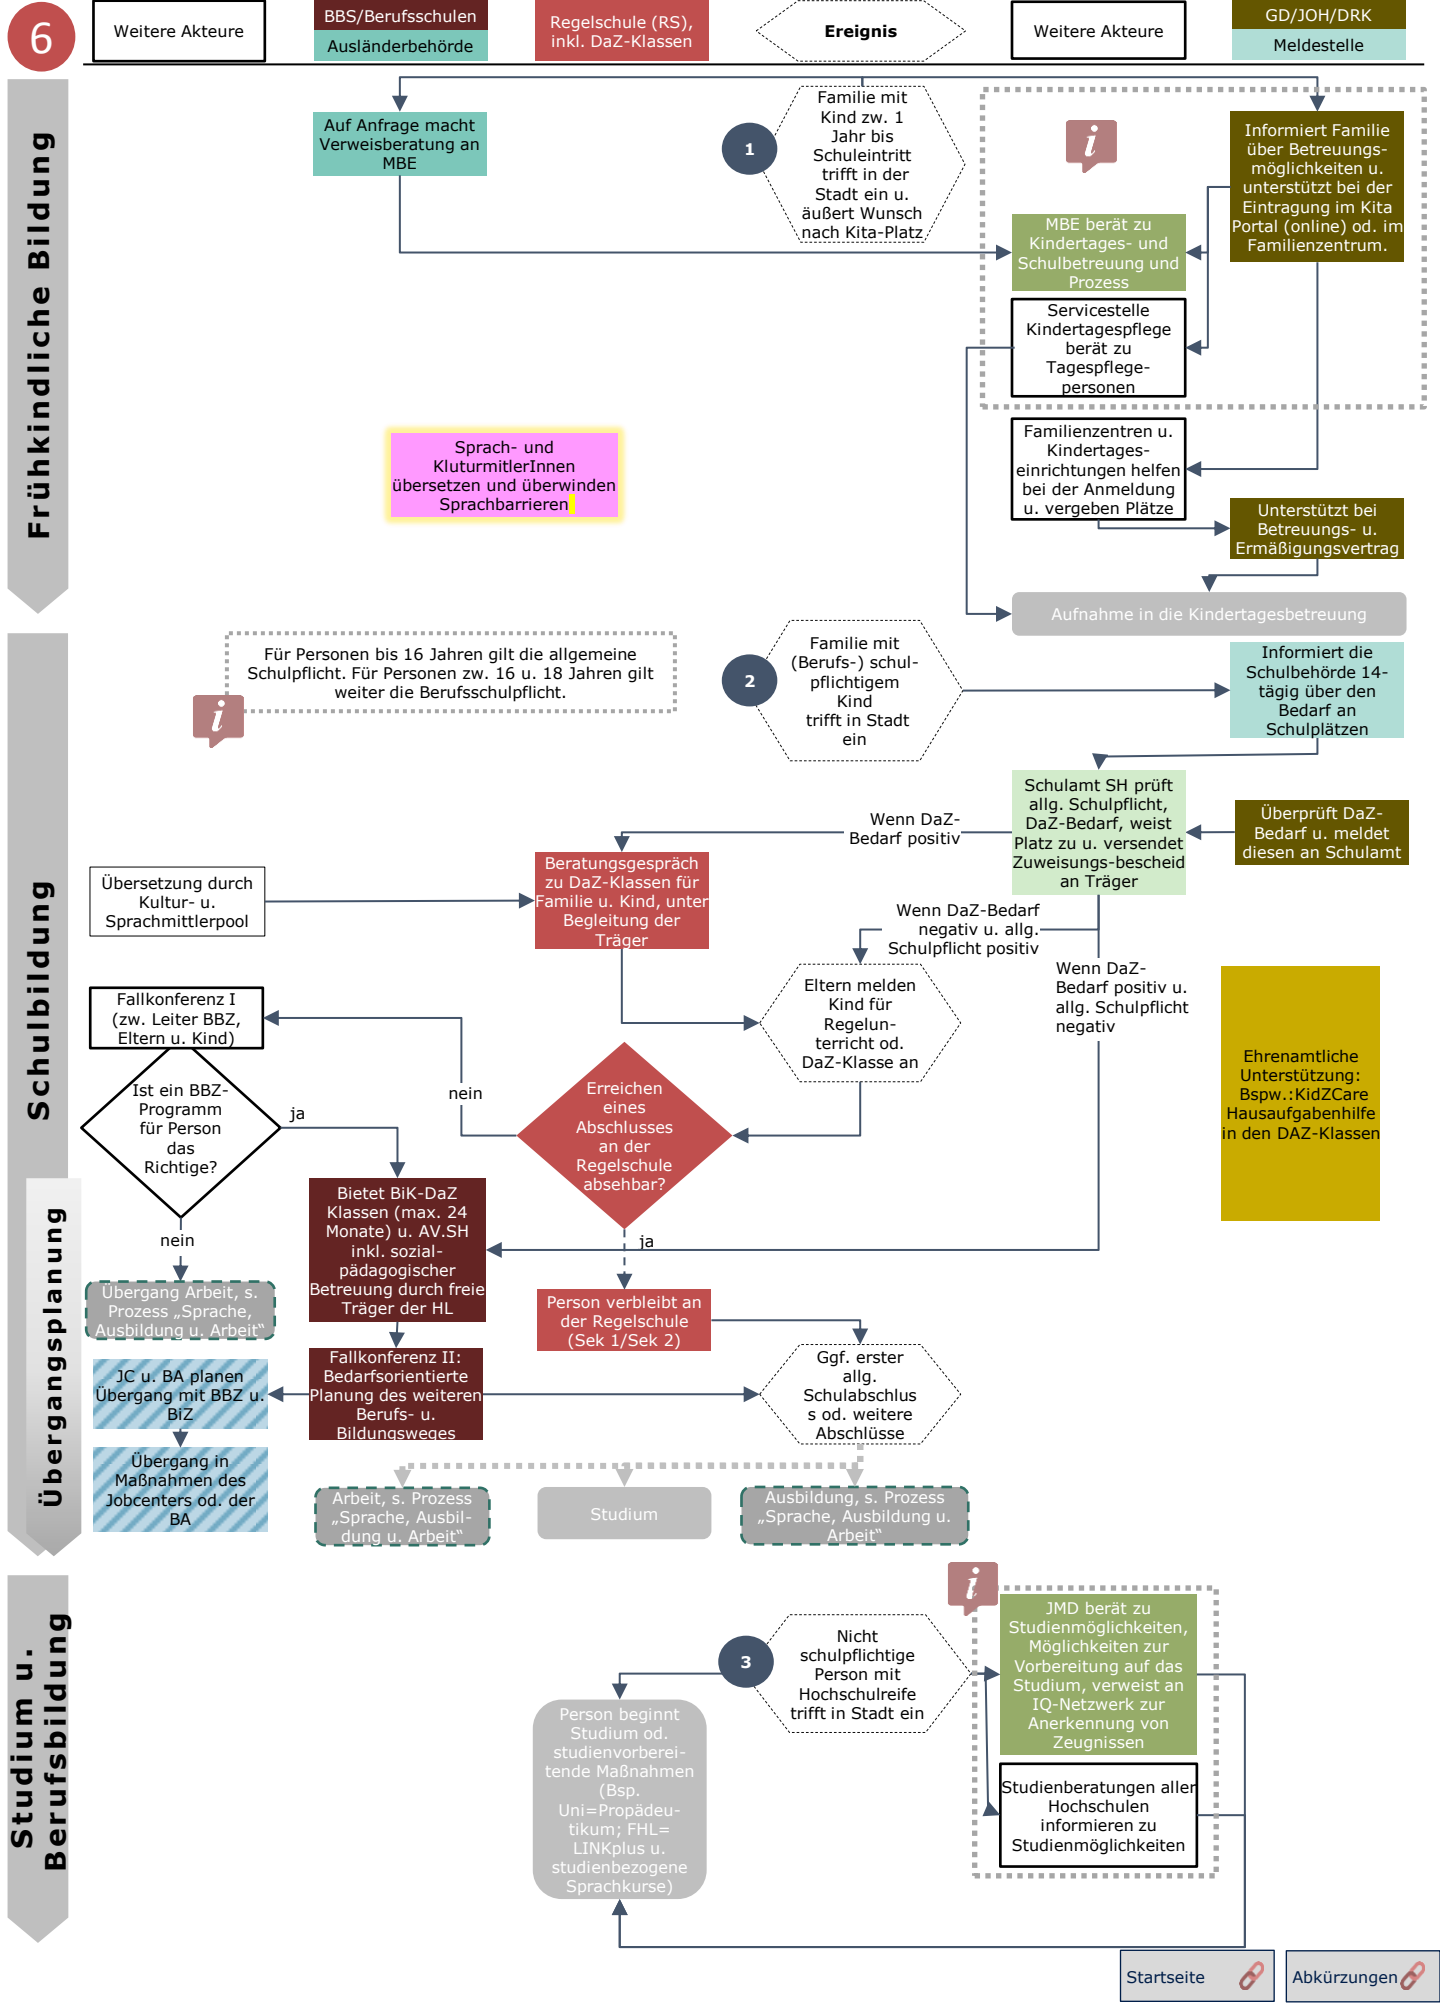 6
Weitere Akteure
BBS/Berufsschulen
Ausländerbehörde
Regelschule (RS),
inkl. DaZ-Klassen
Ereignis
Weitere Akteure
GD/JOH/DRK
Meldestelle
Frühkindliche Bildung
Auf Anfrage macht
Verweisberatung an
MBE
1
Familie mit
Kind zw. 1
Jahr bis
Schuleintritt
trifft in der
Stadt ein u.
äußert Wunsch
nach Kita-Platz
i
Informiert Familie
über Betreuungs-
möglichkeiten u.
unterstützt bei der
Eintragung im Kita
Portal (online) od. im
Familienzentrum.
MBE berät zu
Kindertages- und
Schulbetreuung und
Prozess
Servicestelle
Kindertagespflege
berät zu
Tagespflege-
personen
Sprach- und
KluturmitlerInnen
übersetzen und überwinden
Sprachbarrieren
Familienzentren u.
Kindertages-
einrichtungen helfen
bei der Anmeldung
u. vergeben Plätze
Unterstützt bei
Betreuungs- u.
Ermäßigungsvertrag
Aufnahme in die Kindertagesbetreuung
Schulbildung
Für Personen bis 16 Jahren gilt die allgemeine
Schulpflicht. Für Personen zw. 16 u. 18 Jahren gilt
weiter die Berufsschulpflicht.
i
2
Familie mit
(Berufs-) schul-
pflichtigem
Kind
trifft in Stadt
ein
Informiert die
Schulbehörde 14-
tägig über den
Bedarf an
Schulplätzen
Schulamt SH prüft
allg. Schulpflicht,
DaZ-Bedarf, weist
Platz zu u. versendet
Zuweisungs-bescheid
an Träger
Überprüft DaZ-
Bedarf u. meldet
diesen an Schulamt
Wenn DaZ-
Bedarf positiv
Übersetzung durch
Kultur- u.
Sprachmittlerpool
Beratungsgespräch
zu DaZ-Klassen für
Familie u. Kind, unter
Begleitung der
Träger
Wenn DaZ-Bedarf
negativ u. allg.
Schulpflicht positiv
Wenn DaZ-
Bedarf positiv u.
allg. Schulpflicht
negativ
Fallkonferenz I
(zw. Leiter BBZ,
Eltern u. Kind)
Eltern melden
Kind für
Regelun-
terricht od.
DaZ-Klasse an
Ehrenamtliche
Unterstützung:
Bspw.:KidZCare
Hausaufgabenhilfe
in den DAZ-Klassen
Ist ein BBZ-
Programm
für Person
das
Richtige?
ja
nein
nein
Erreichen
eines
Abschlusses
an der
Regelschule
absehbar?
ja
Übergangsplanung
Bietet BiK-DaZ
Klassen (max. 24
Monate) u. AV.SH
inkl. sozial-
pädagogischer
Betreuung durch freie
Träger der HL
Übergang Arbeit, s.
Prozess „Sprache,
Ausbildung u. Arbeit“
Person verbleibt an
der Regelschule
(Sek 1/Sek 2)
JC u. BA planen
Übergang mit BBZ u.
BiZ
Fallkonferenz II:
Bedarfsorientierte
Planung des weiteren
Berufs- u.
Bildungsweges
Ggf. erster
allg.
Schulabschlus
s od. weitere
Abschlüsse
Übergang in
Maßnahmen des
Jobcenters od. der
BA
Arbeit, s. Prozess
„Sprache, Ausbil-
dung u. Arbeit“
Studium
Ausbildung, s. Prozess
„Sprache, Ausbildung u.
Arbeit“
Studium u.
Berufsbildung
i
3
Nicht
schulpflichtige
Person mit
Hochschulreife
trifft in Stadt ein
JMD berät zu
Studienmöglichkeiten,
Möglichkeiten zur
Vorbereitung auf das
Studium, verweist an
IQ-Netzwerk zur
Anerkennung von
Zeugnissen
Person beginnt
Studium od.
studienvorberei-
tende Maßnahmen
(Bsp.
Uni=Propädeu-
tikum; FHL=
LINKplus u.
studienbezogene
Sprachkurse)
Studienberatungen aller
Hochschulen
informieren zu
Studienmöglichkeiten
Startseite
Abkürzungen